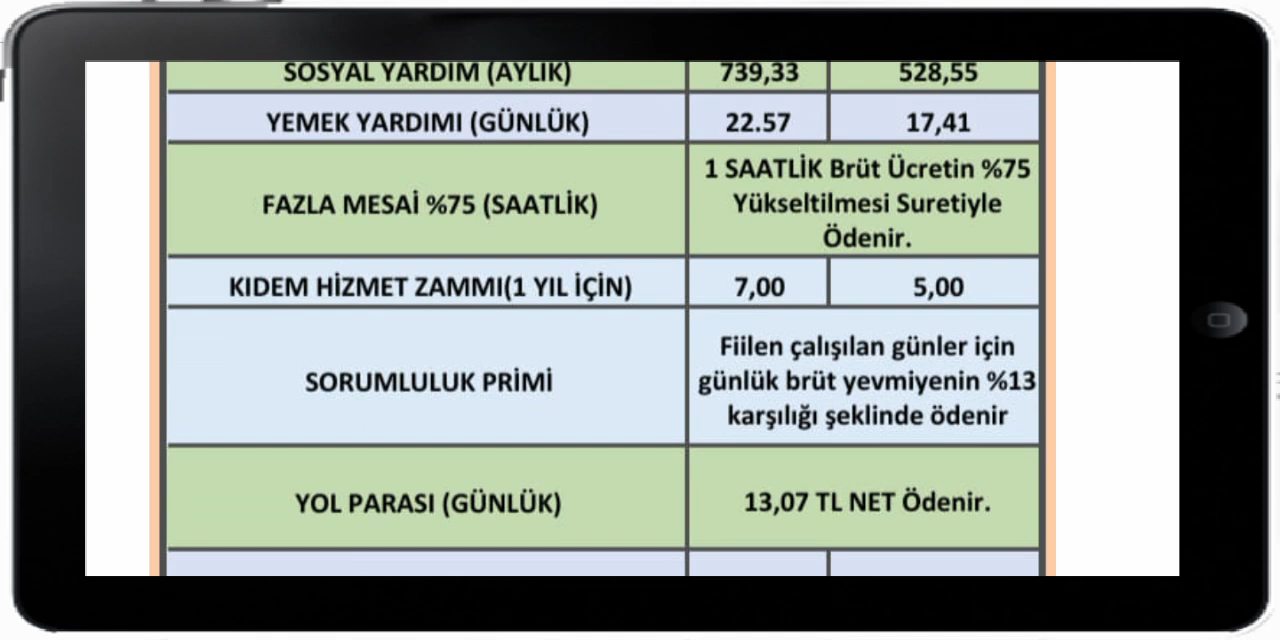 SOSYAL YARDIM (AYLIK) 739,33 528,55
YEMEK YARDIMI (GÜNLÜK) 22.57 17,41
FAZLA MESAİ %75 (SAATLİK)
1 SAATLİK Brüt Ücretin %75
Yükseltilmesi Suretiyle
Ödenir.
KIDEM HİZMET ZAMMI(1 YIL İÇİN) 7,00 5,00
SORUMLULUK PRİMİ
Fiilen çalışılan günler için
günlük brüt yevmiyenin %13
karşılığı şeklinde ödenir
YOL PARASI (GÜNLÜK) 13,07 TL NET Ödenir.